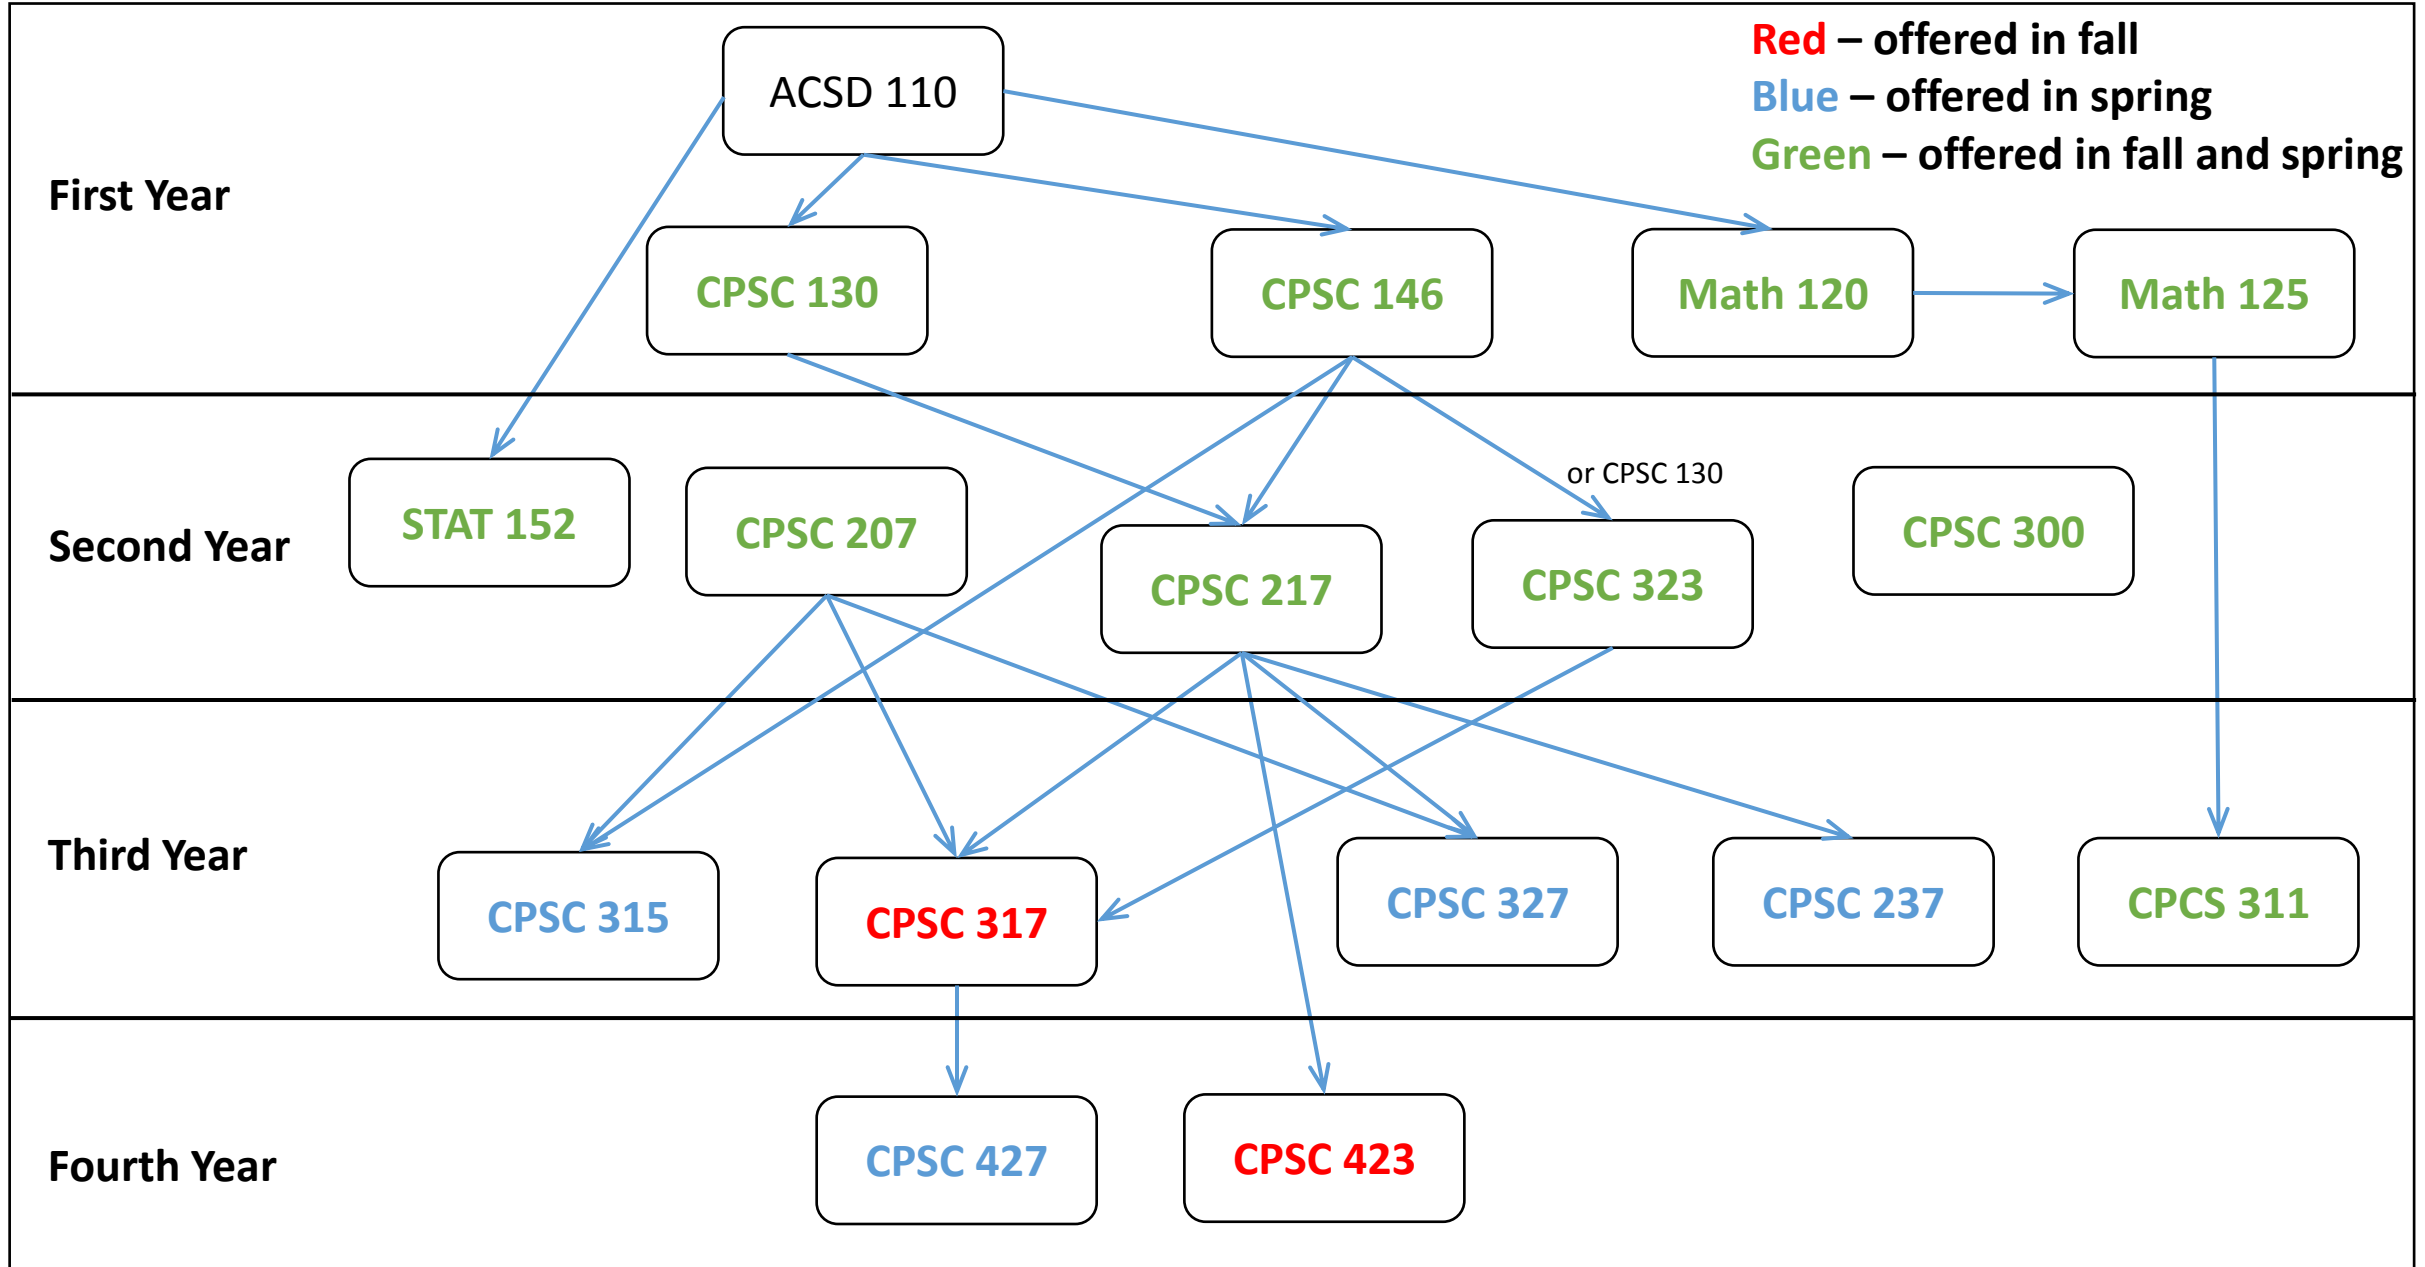 Red – offered in fall
Blue – offered in spring
Green – offered in fall and spring
ACSD 110
First Year
CPSC 130
CPSC 146
Math 120
Math 125
or CPSC 130
Second Year
STAT 152
CPSC 207
CPSC 217
CPSC 323
CPSC 300
Third Year
CPSC 315
CPSC 317
CPSC 327
CPSC 237
CPCS 311
Fourth Year
CPSC 427
CPSC 423